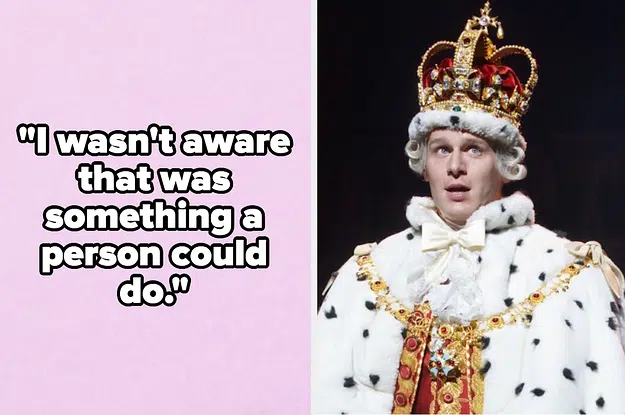 "I wasn't aware
that was
something a
person could
do."